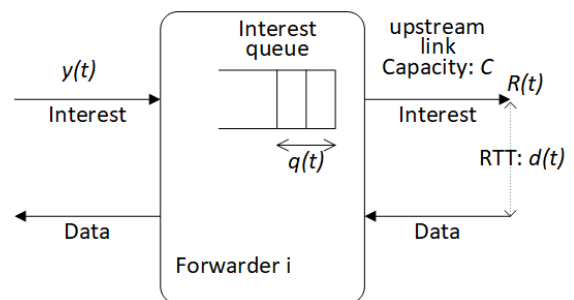 Interest
queue
upstream
link
Capacity: C
y(t)
R(t)
Interest
Interest
q(t)
RTT: d(t)
Data
Data
Forwarder i